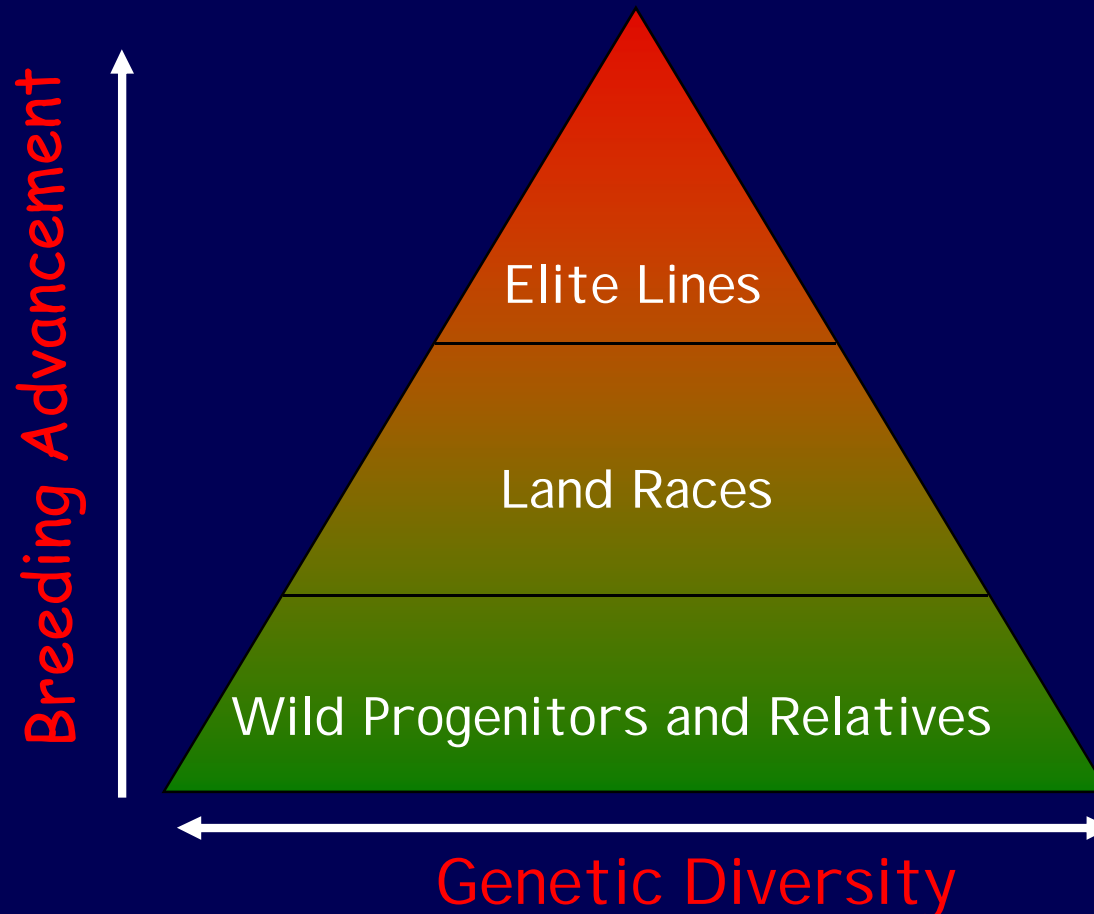 Breeding Advancement
Elite Lines
Land Races
Wild Progenitors and Relatives
Genetic Diversity